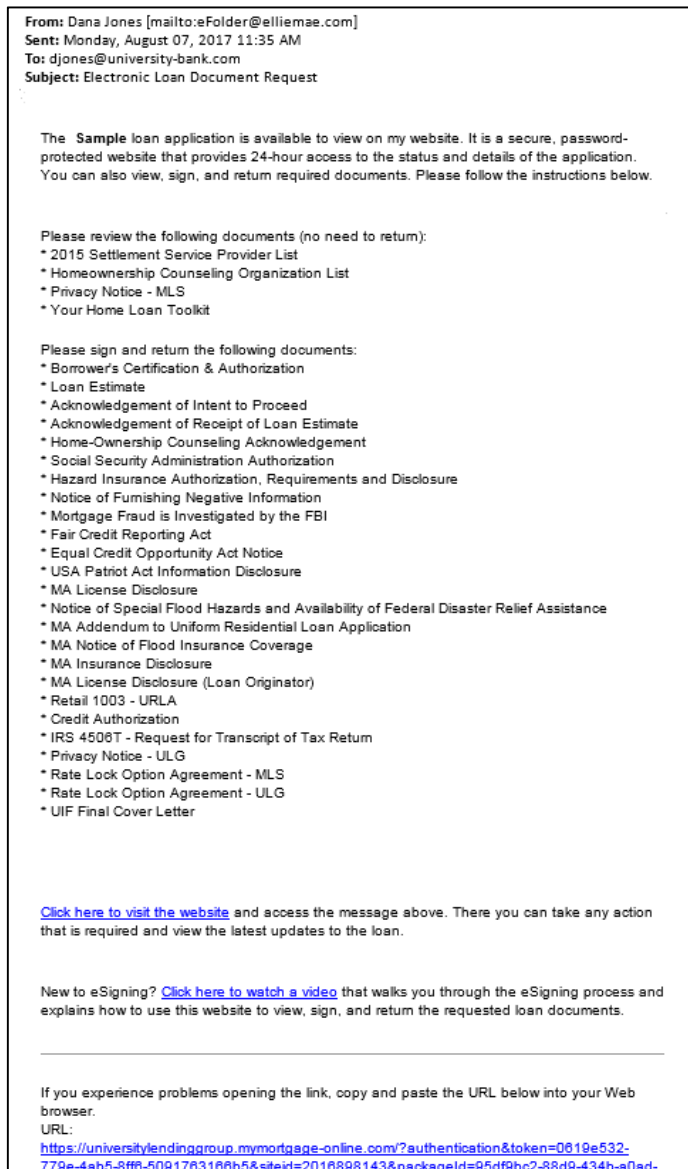 From: Dana Jones [mailto:eFolder@elliemae.com]
Sent: Monday, August 07, 2017 11:35 AM
To: djones@university-bank.com
Subject: Electronic Loan Document Request
The Sample loan application is available to view on my website. It is a secure, password-
protected website that provides 24-hour access to the status and details of the application.
You can also view, sign, and return required documents. Please follow the instructions below.
Please review the following documents (no need to return):
* 2015 Settlement Service Provider List
* Homeownership Counseling Organization List
* Privacy Notice - MLS
* Your Home Loan Toolkit
Please sign and return the following documents:
* Borrower's Certification & Authorization
* Loan Estimate
* Acknowledgement of Intent to Proceed
* Acknowledgement of Receipt of Loan Estimate
* Home-Ownership Counseling Acknowledgement
* Social Security Administration Authorization
* Hazard Insurance Authorization, Requirements and Disclosure
* Notice of Furnishing Negative Information
* Mortgage Fraud is Investigated by the FBI
* Fair Credit Reporting Act
* Equal Credit Opportunity Act Notice
* USA Patriot Act Information Disclosure
* MA License Disclosure
* Notice of Special Flood Hazards and Availability of Federal Disaster Relief Assistance
* MA Addendum to Uniform Residential Loan Application
* MA Notice of Flood Insurance Coverage
* MA Insurance Disclosure
* MA License Disclosure (Loan Originator)
* Retail 1003 - URLA
* Credit Authorization
* IRS 4506T - Request for Transcript of Tax Return
* Privacy Notice - ULG
* Rate Lock Option Agreement - MLS
* Rate Lock Option Agreement - ULG
* UIF Final Cover Letter
Click here to visit the website and access the message above. There you can take any action
that is required and view the latest updates to the loan.
New to eSigning? Click here to watch a video that walks you through the eSigning process and
explains how to use this website to view, sign, and return the requested loan documents.
If you experience problems opening the link, copy and paste the URL below into your Web
browser.
URL:
https://universitylendinggroup.mymortgage-online.com/?authentication&token=0619e532-
779e-4ab5-8ff6-5091763166b5&siteid=2016898143&packageId=95df9bc2-88d9-434b-a0ad-